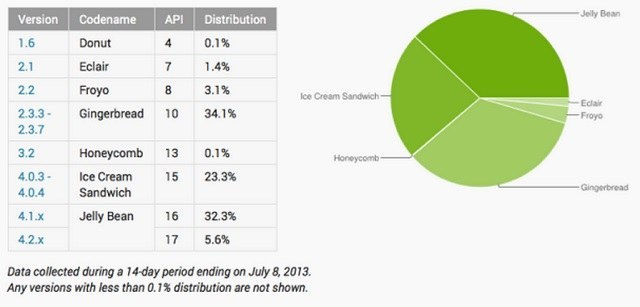 Version Codename API Distribution
1.6 Donut 4 0.1%
2.1 Eclair 7 1.4%
2.2 Froyo 8 3.1%
2.3.3 - Gingerbread 10 34.1%
2.3.7
3.2 Honeycomb 13 0.1%
4.0.3 - Ice Cream 15 23.3%
4.0.4 Sandwich
4.1.x Jelly Bean 16 32.3%
4.2.x 17 5.6%
Jelly Bean
Ice Cream Sandwich
Eclair
Froyo
Honeycomb
Gingerbread
Data collected during a 14-day period ending on July 8, 2013.
Any versions with less than 0.1% distribution are not shown.